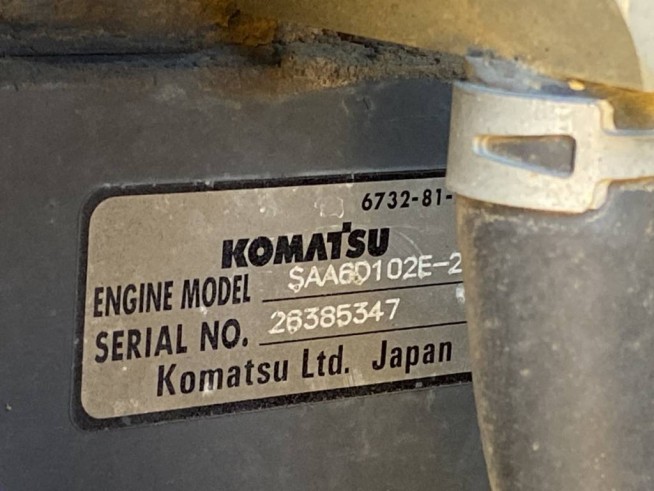 6732-81-
KOMATSU
ENGINE MODEL SAA6D102E-2
SERIAL NO. 26385347
Komatsu Ltd. Japan